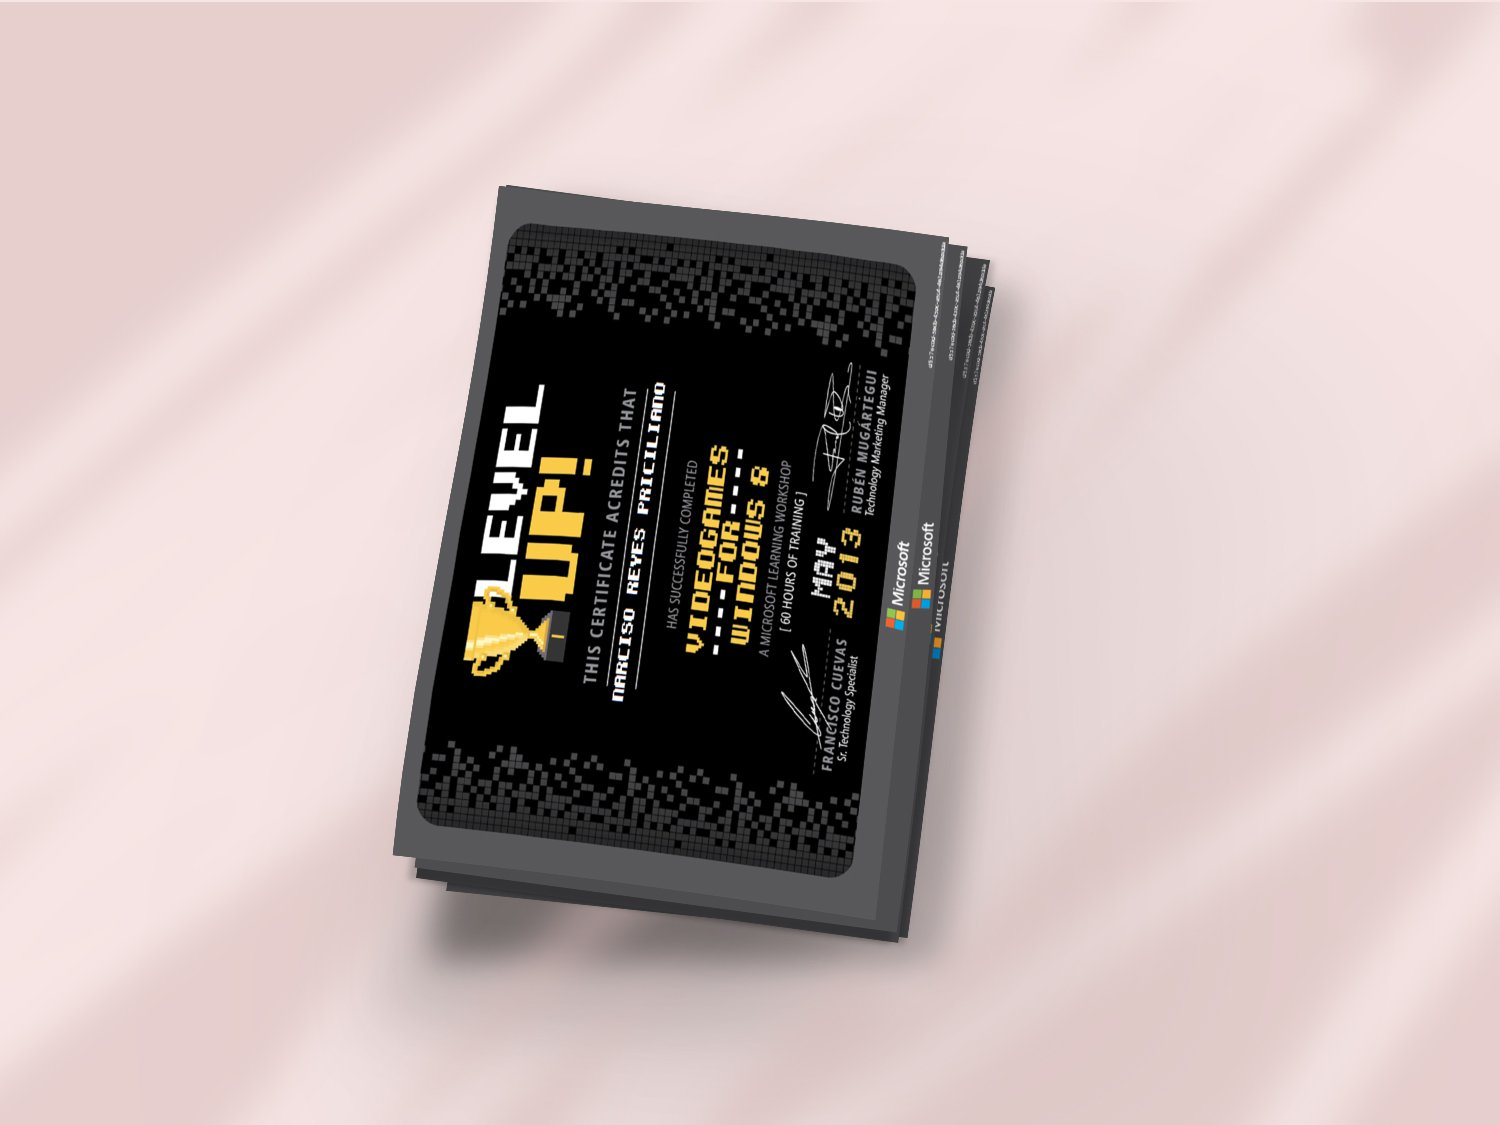 LEVEL
UP!
THIS CERTIFICATE ACREDITS THAT
NARCISO REYES PRICILIANO
HAS SUCCESSFULLY COMPLETED
VIDEOGAMES
FOR
WINDOWS 8
A MICROSOFT LEARNING WORKSHOP
[ 60 HOURS OF TRAINING ]
MAY
2013
FRANCISCO CUEVAS
Sr. Technology Specialist
RUBÉN MUGÁRTEGUI
Technology Marketing Manager
Microsoft
Microsoft
Microsoft